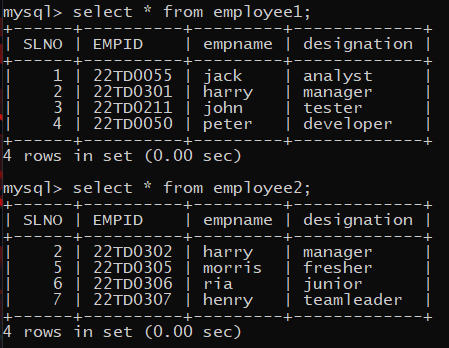 mysql> select * from employee1;
+------+----------+---------+-------------+
| SLNO | EMPID    | empname | designation |
+------+----------+---------+-------------+
|    1 | 22TD0055 | jack    | analyst     |
|    2 | 22TD0301 | harry   | manager     |
|    3 | 22TD0211 | john    | tester      |
|    4 | 22TD0050 | peter   | developer   |
+------+----------+---------+-------------+
4 rows in set (0.00 sec)
mysql> select * from employee2;
+------+----------+---------+-------------+
| SLNO | EMPID    | empname | designation |
+------+----------+---------+-------------+
|    2 | 22TD0302 | harry   | manager     |
|    5 | 22TD0305 | morris  | fresher     |
|    6 | 22TD0306 | ria     | junior      |
|    7 | 22TD0307 | henry   | teamleader  |
+------+----------+---------+-------------+
4 rows in set (0.00 sec)